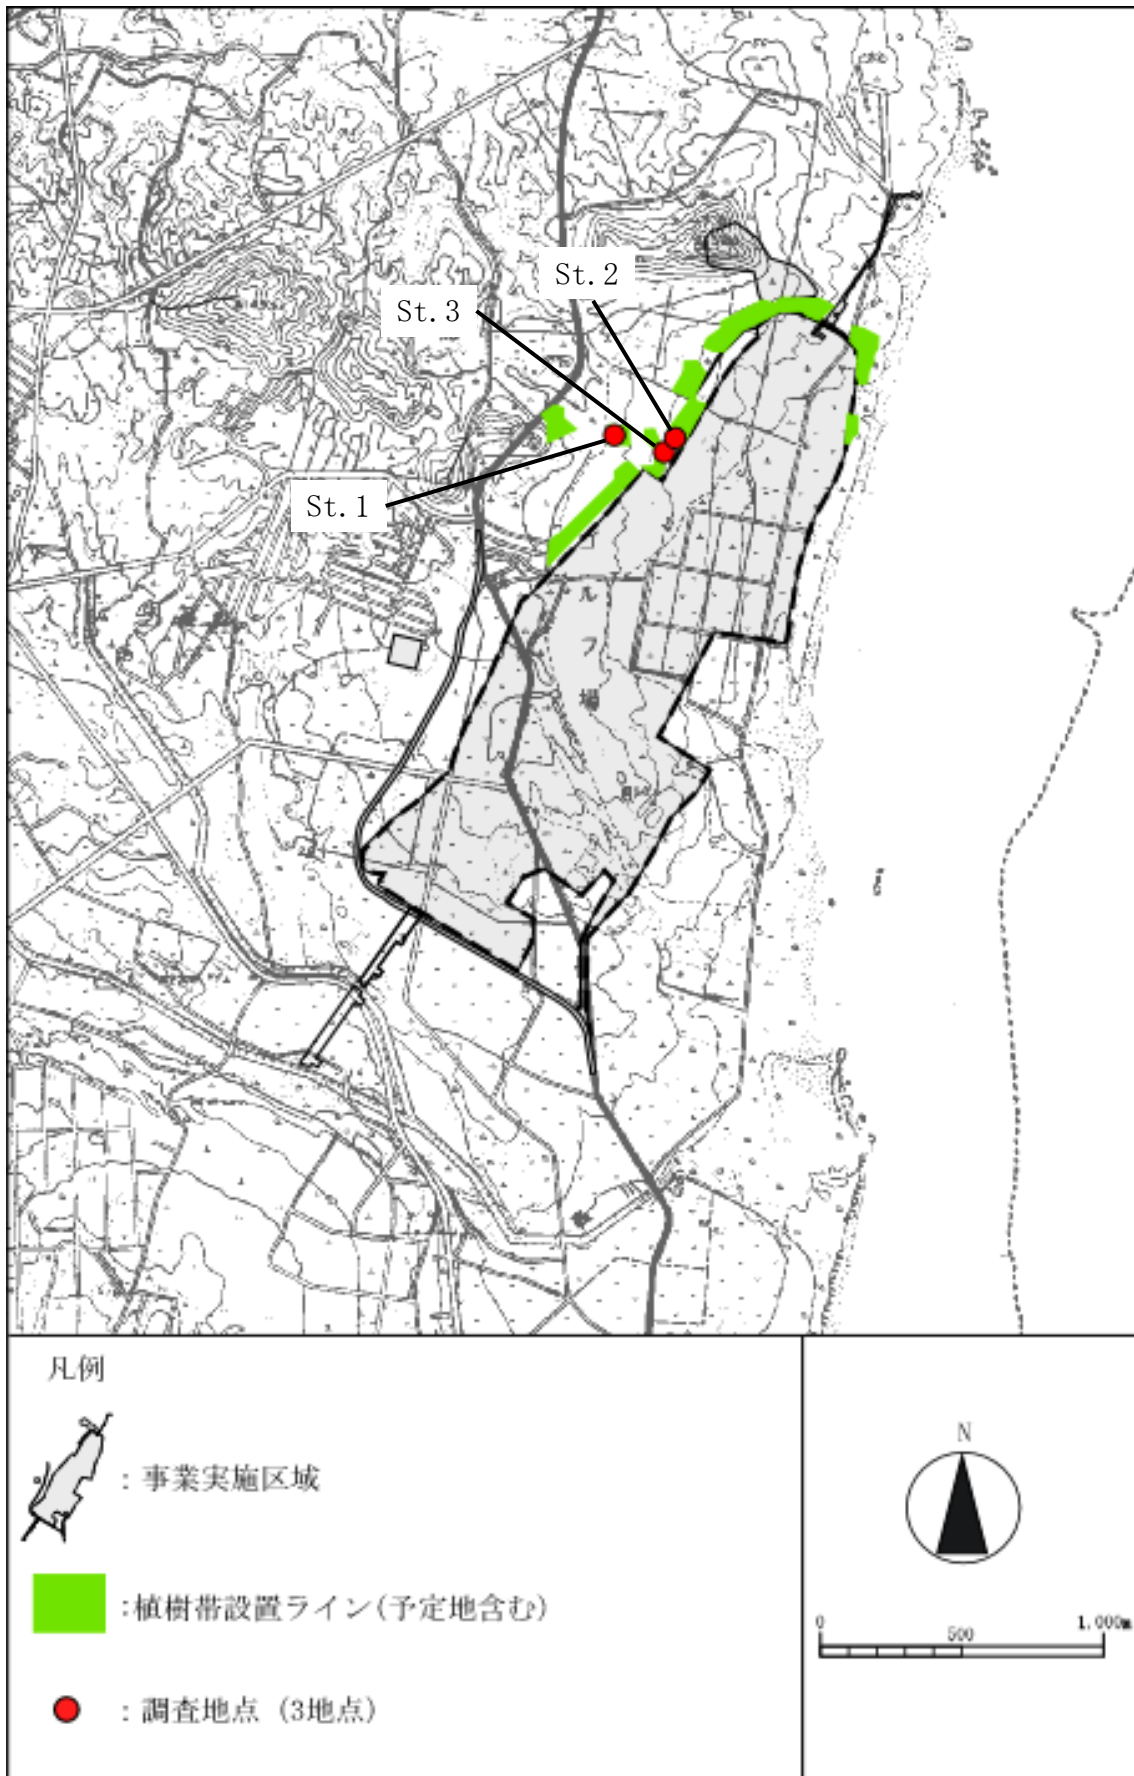 St.2
St.3
St.1
ゴルフ場
凡例
：事業実施区域
：植樹帯設置ライン(予定地含む)
：調査地点 (3地点)
N
0 500 1,000m